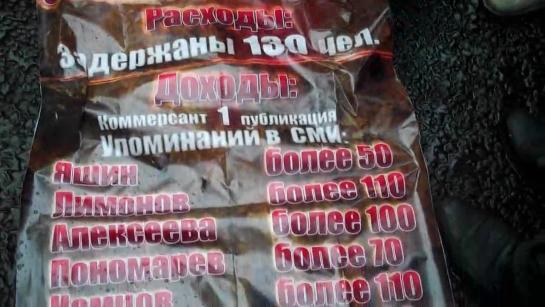 Расходы:
Задержаны 130 чел.
Доходы:
Коммерсант 1 публикация
Упоминаний в СМИ:
Яшин более 50
Лимонов более 110
Алексеева более 100
Пономарев более 70
Немцов более 110